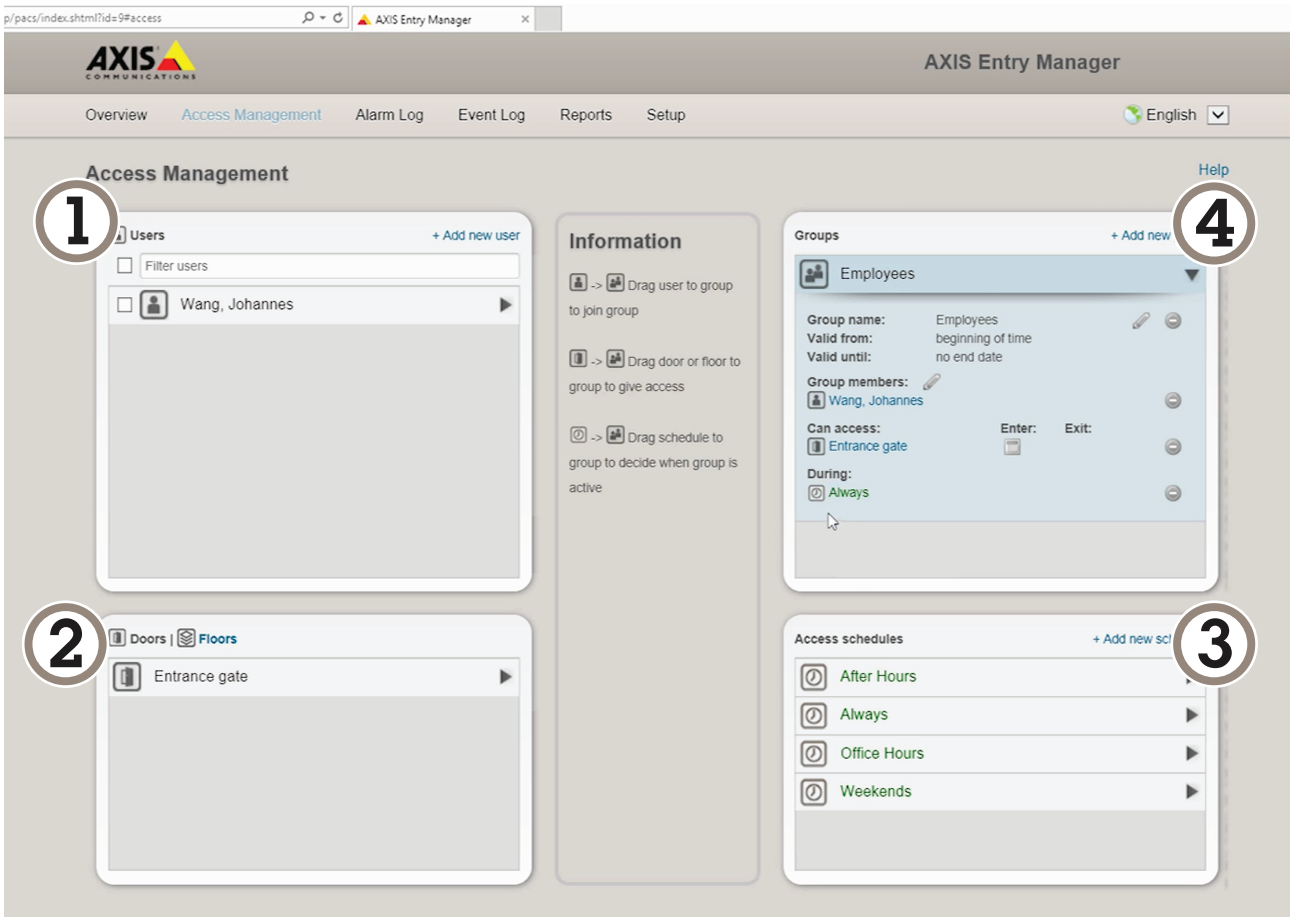 p/pacs/index.shtml?id=9#access
AXIS Entry Manager
AXIS
COMMUNICATIONS
AXIS Entry Manager
Overview
Access Management
Alarm Log
Event Log
Reports
Setup
English
Access Management
Help
1
Users
+ Add new user
Filter users
Wang, Johannes
Information
-> Drag user to group
to join group
-> Drag door or floor to
group to give access
-> Drag schedule to
group to decide when group is
active
4
Groups
+ Add new
Employees
Group name: Employees
Valid from: beginning of time
Valid until: no end date
Group members:
Wang, Johannes
Can access: Enter: Exit:
Entrance gate
During:
Always
2
Doors | Floors
Entrance gate
3
Access schedules
+ Add new sc
After Hours
Always
Office Hours
Weekends